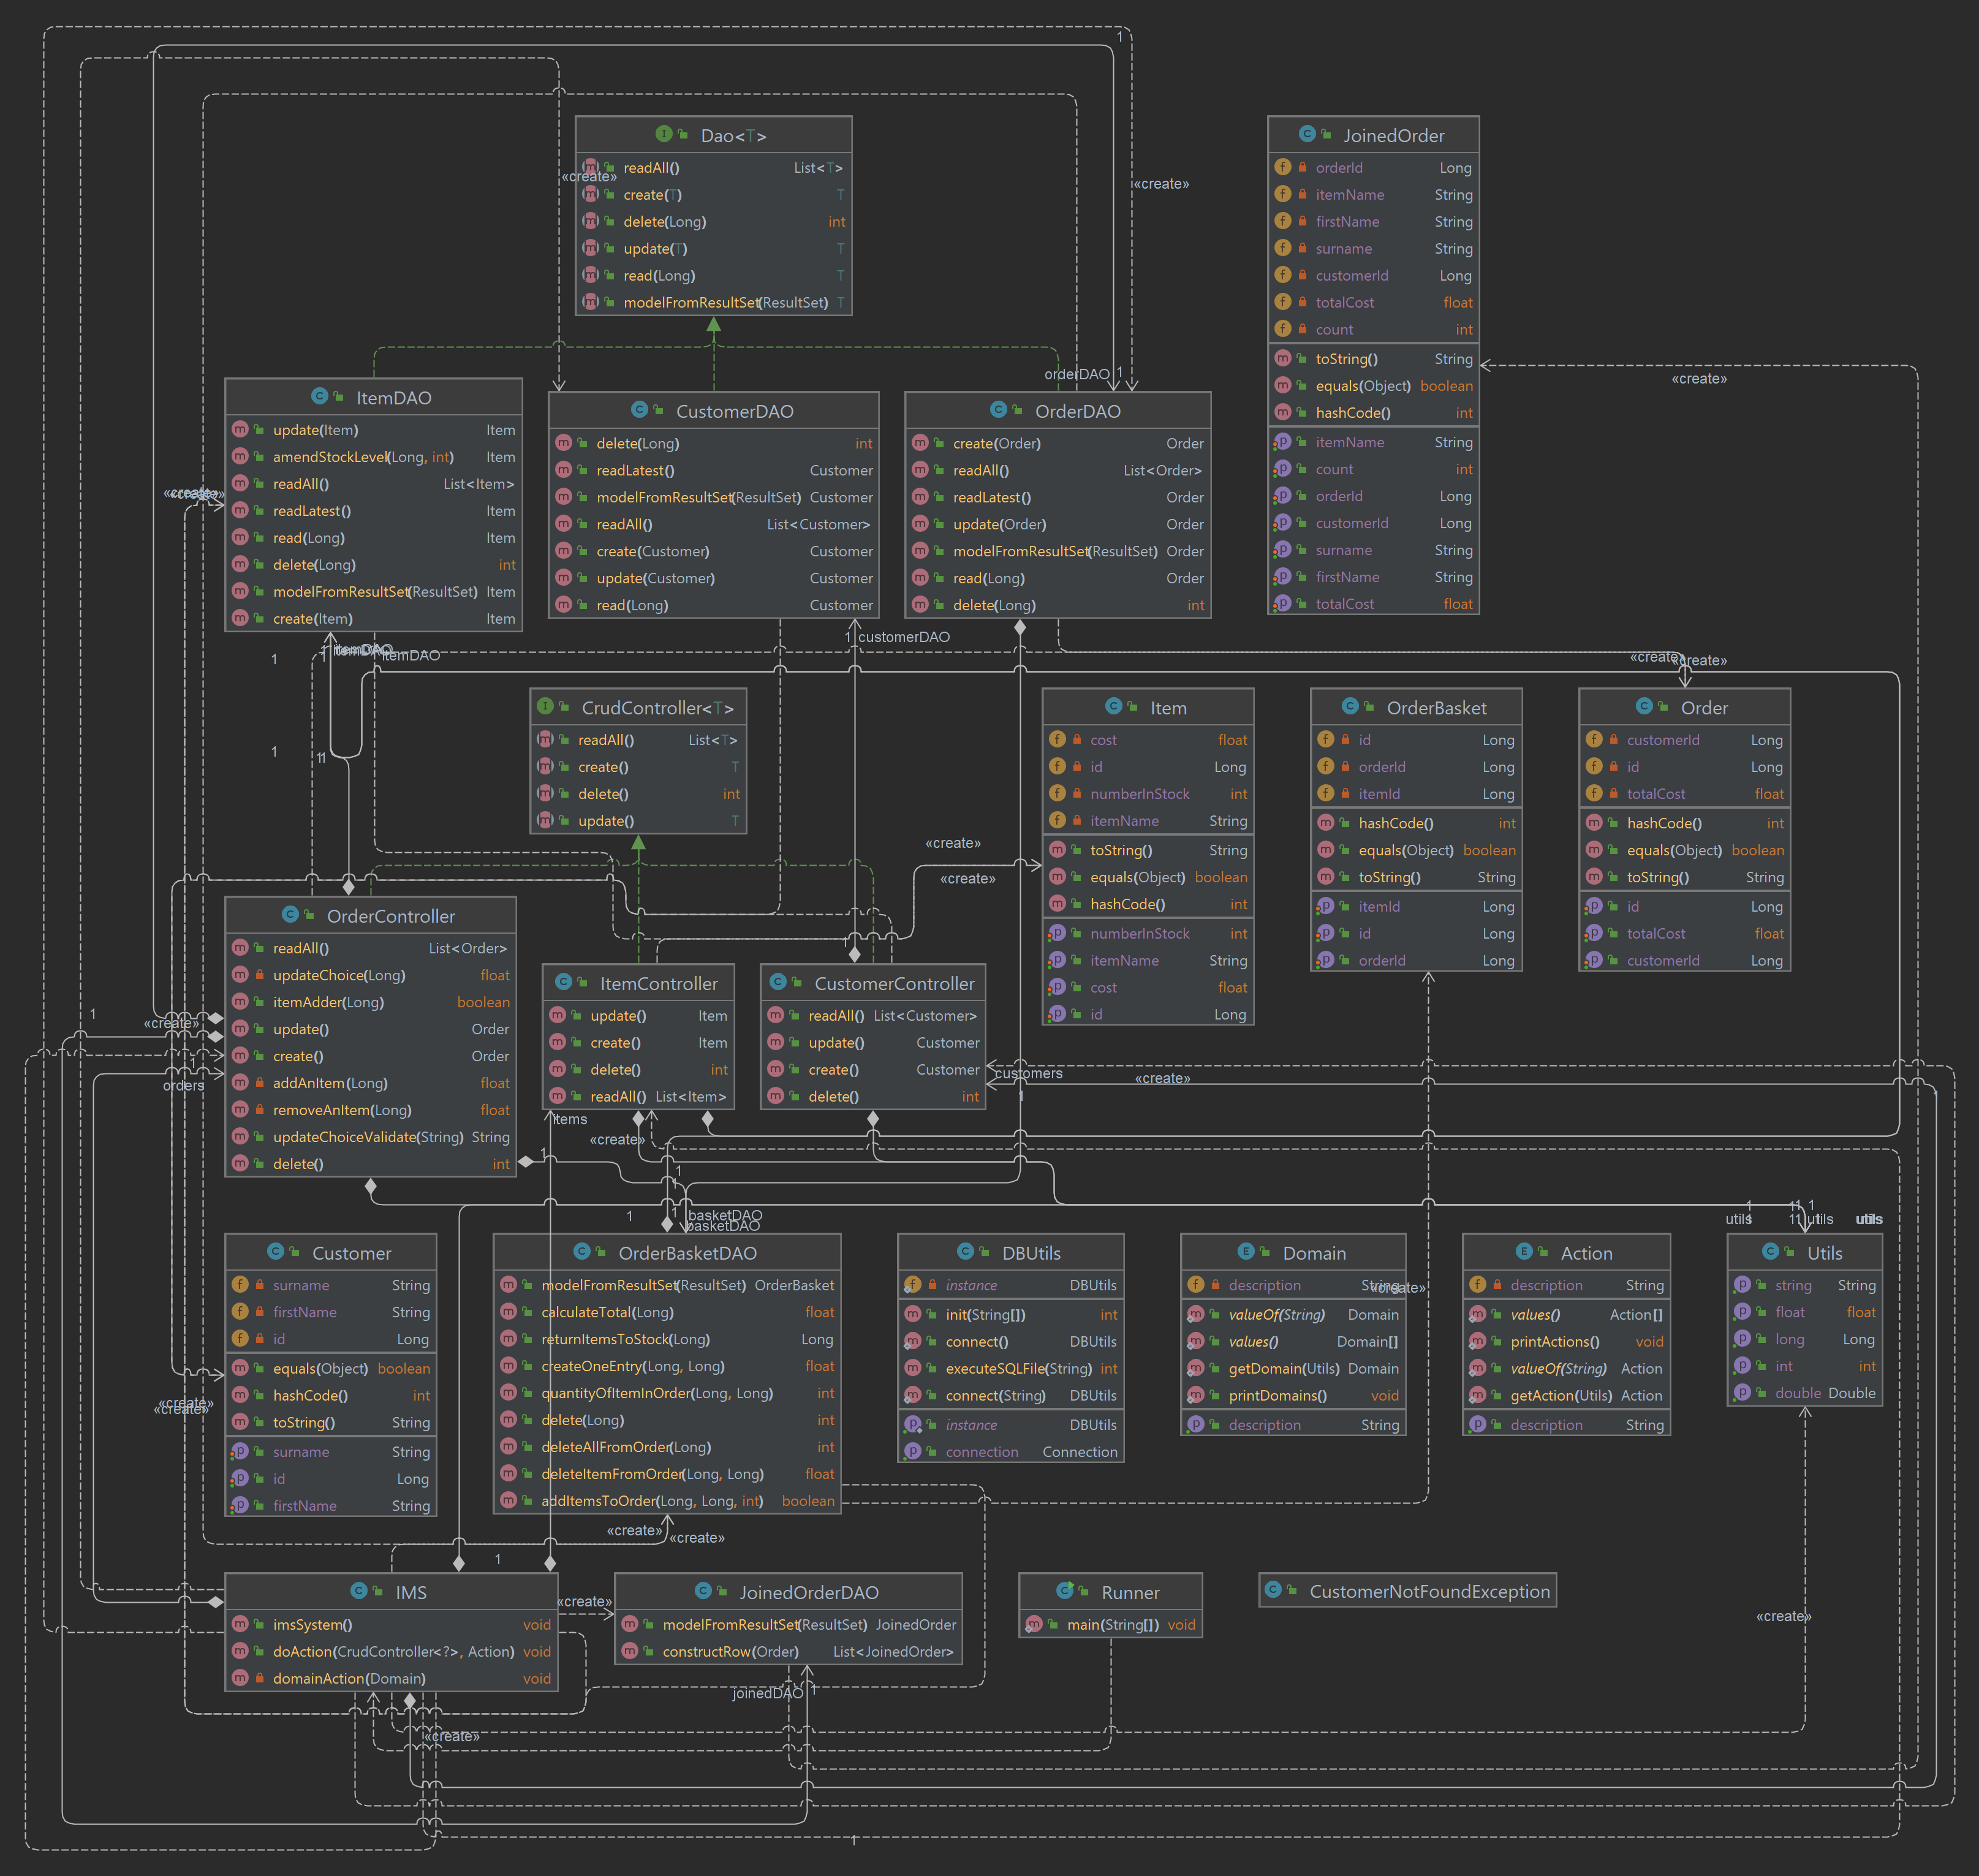 1
«create»
«create»
Dao<T>
readAll() List<T>
create(T) T
delete(Long) int
update(T) T
read(Long) T
modelFromResultSet(ResultSet) T
JoinedOrder
orderId Long
itemName String
firstName String
surname String
customerId Long
totalCost float
count int
toString() String
equals(Object) boolean
hashCode() int
itemName String
count int
orderId Long
customerId Long
surname String
firstName String
totalCost float
«create»
orderDAO 1
ItemDAO
update(Item) Item
amendStockLevel(Long, int) Item
readAll() List<Item>
readLatest() Item
read(Long) Item
delete(Long) int
modelFromResultSet(ResultSet) Item
create(Item) Item
«create»
«create»
CustomerDAO
delete(Long) int
readLatest() Customer
modelFromResultSet(ResultSet) Customer
readAll() List<Customer>
create(Customer) Customer
update(Customer) Customer
read(Long) Customer
OrderDAO
create(Order) Order
readAll() List<Order>
readLatest() Order
update(Order) Order
modelFromResultSet(ResultSet) Order
read(Long) Order
delete(Long) int
1 customerDAO
1
1
itemDAO
itemDAO
itemDAO
«create»
«create»
1
11
CrudController<T>
readAll() List<T>
create() T
delete() int
update() T
Item
cost float
id Long
numberInStock int
itemName String
toString() String
equals(Object) boolean
hashCode() int
numberInStock int
itemName String
cost float
id Long
OrderBasket
id Long
orderId Long
itemId Long
hashCode() int
equals(Object) boolean
toString() String
itemId Long
id Long
orderId Long
Order
customerId Long
id Long
totalCost float
hashCode() int
equals(Object) boolean
toString() String
id Long
totalCost float
customerId Long
«create»
«create»
1
OrderController
readAll() List<Order>
updateChoice(Long) float
itemAdder(Long) boolean
update() Order
create() Order
addAnItem(Long) float
removeAnItem(Long) float
updateChoiceValidate(String) String
delete() int
1
«create»
1
orders
ItemController
update() Item
create() Item
delete() int
readAll() List<Item>
CustomerController
readAll() List<Customer>
update() Customer
create() Customer
delete() int
customers
1
«create»
items
«create»
1
1
1
1
1
basketDAO
basketDAO
1
11
1
utils
11
utils
utils
Customer
surname String
firstName String
id Long
equals(Object) boolean
hashCode() int
toString() String
surname String
id Long
firstName String
«create»
«create»
OrderBasketDAO
modelFromResultSet(ResultSet) OrderBasket
calculateTotal(Long) float
returnItemsToStock(Long) Long
createOneEntry(Long, Long) float
quantityOfItemInOrder(Long, Long) int
delete(Long) int
deleteAllFromOrder(Long) int
deleteItemFromOrder(Long, Long) float
addItemsToOrder(Long, Long, int) boolean
DBUtils
instance DBUtils
init(String[]) int
connect() DBUtils
executeSQLFile(String) int
connect(String) DBUtils
instance DBUtils
connection Connection
Domain
description String
«create»
valueOf(String) Domain
values() Domain[]
getDomain(Utils) Domain
printDomains() void
description String
Action
description String
values() Action[]
printActions() void
valueOf(String) Action
getAction(Utils) Action
description String
Utils
string String
float float
long Long
int int
double Double
«create»
«create»
1
IMS
imsSystem() void
doAction(CrudController<?>, Action) void
domainAction(Domain) void
«create»
JoinedOrderDAO
modelFromResultSet(ResultSet) JoinedOrder
constructRow(Order) List<JoinedOrder>
joinedDAO 1
Runner
main(String[]) void
CustomerNotFoundException
«create»
«create»
1